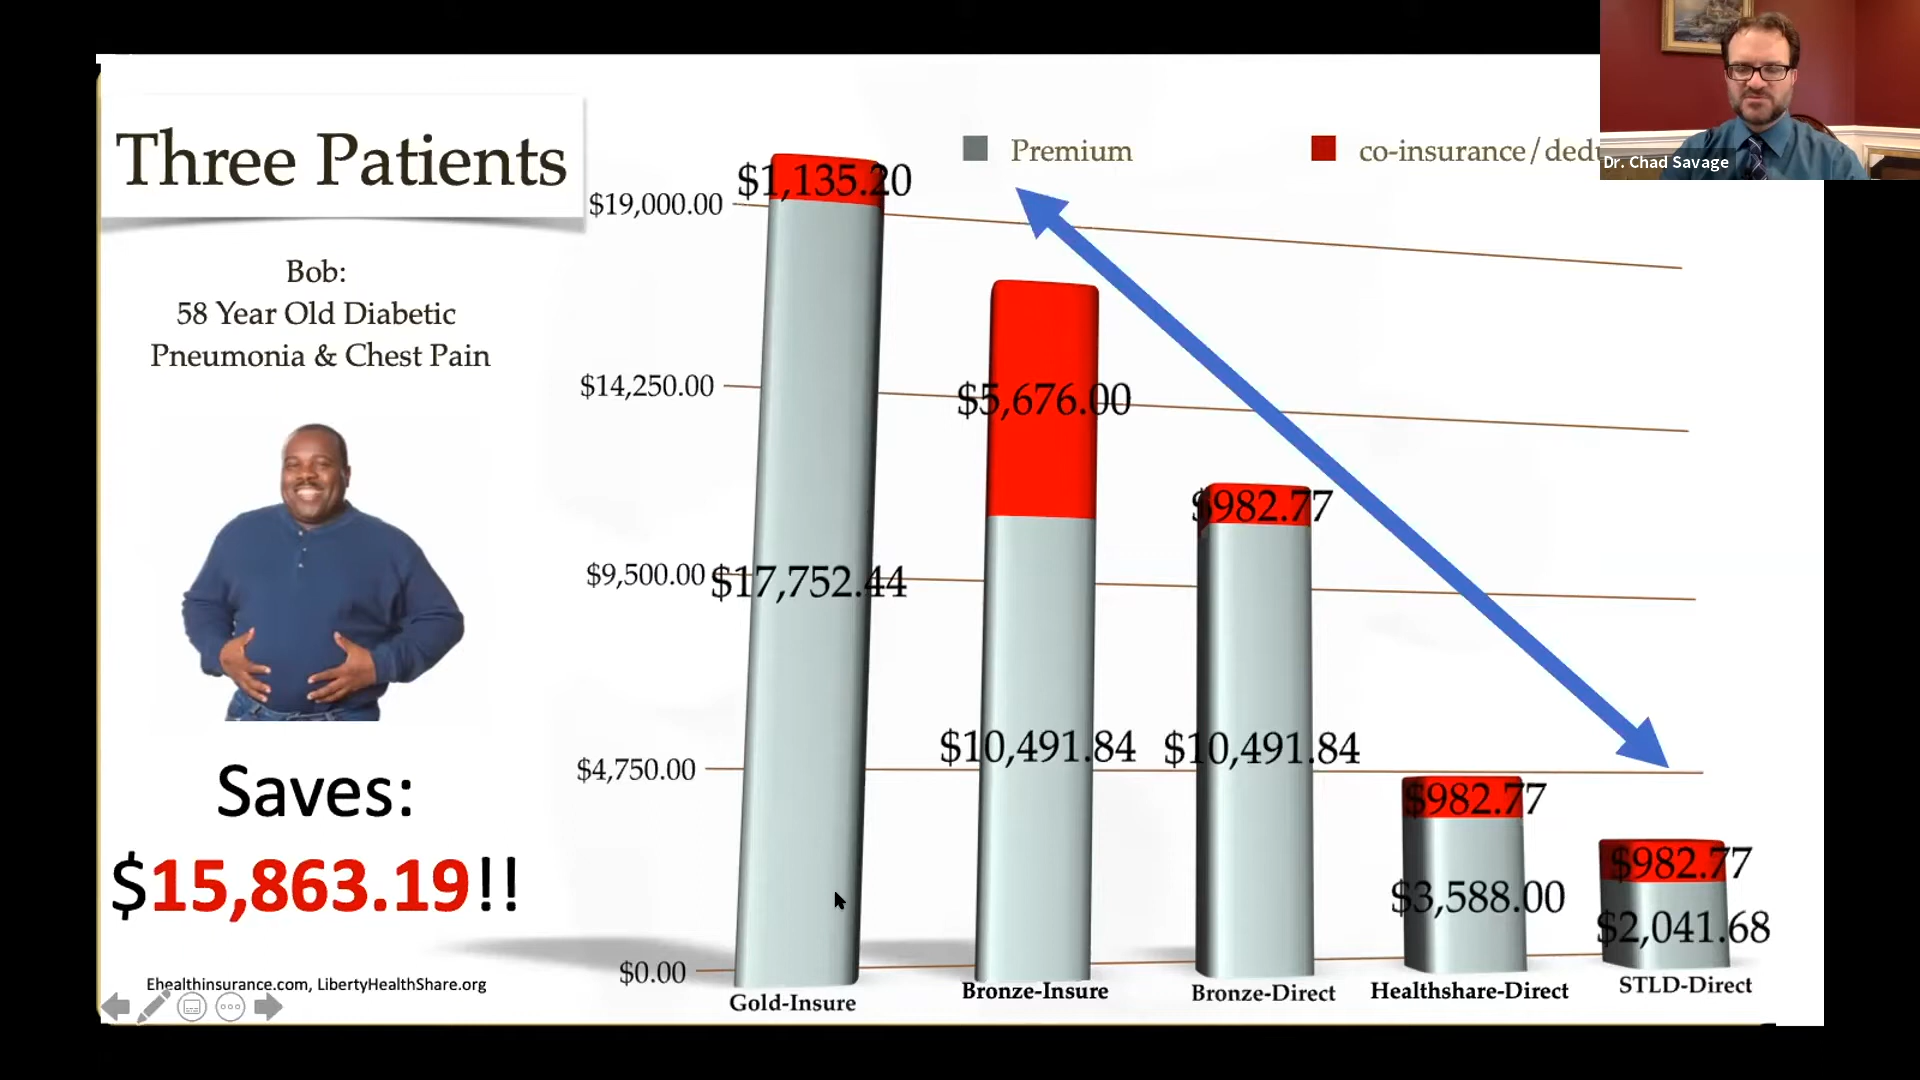 Three Patients
Bob:
58 Year Old Diabetic
Pneumonia & Chest Pain
Saves:
$15,863.19!!
Ehealthinsurance.com, LibertyHealthShare.org
Premium
co-insurance/
Dr. Chad Savage
$19,000.00
$14,250.00
$9,500.00
$4,750.00
$0.00
$1,135.20
$17,752.44
$5,676.00
$10,491.84
$982.77
$10,491.84
$982.77
$3,588.00
$982.77
$2,041.68
Gold-Insure
Bronze-Insure
Bronze-Direct
Healthshare-Direct
STLD-Direct